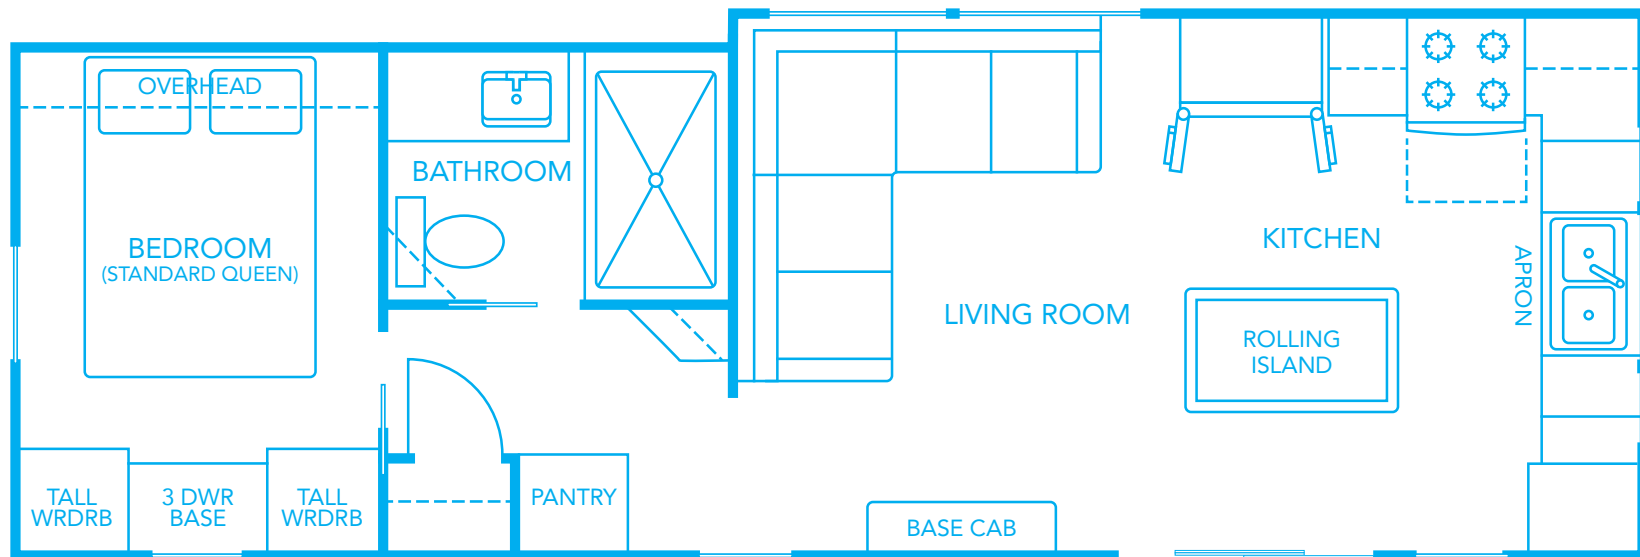 OVERHEAD
BATHROOM
BEDROOM
(STANDARD QUEEN)
KITCHEN
APRON
LIVING ROOM
ROLLING
ISLAND
TALL
WRDRB
3 DWR
BASE
TALL
WRDRB
PANTRY
BASE CAB